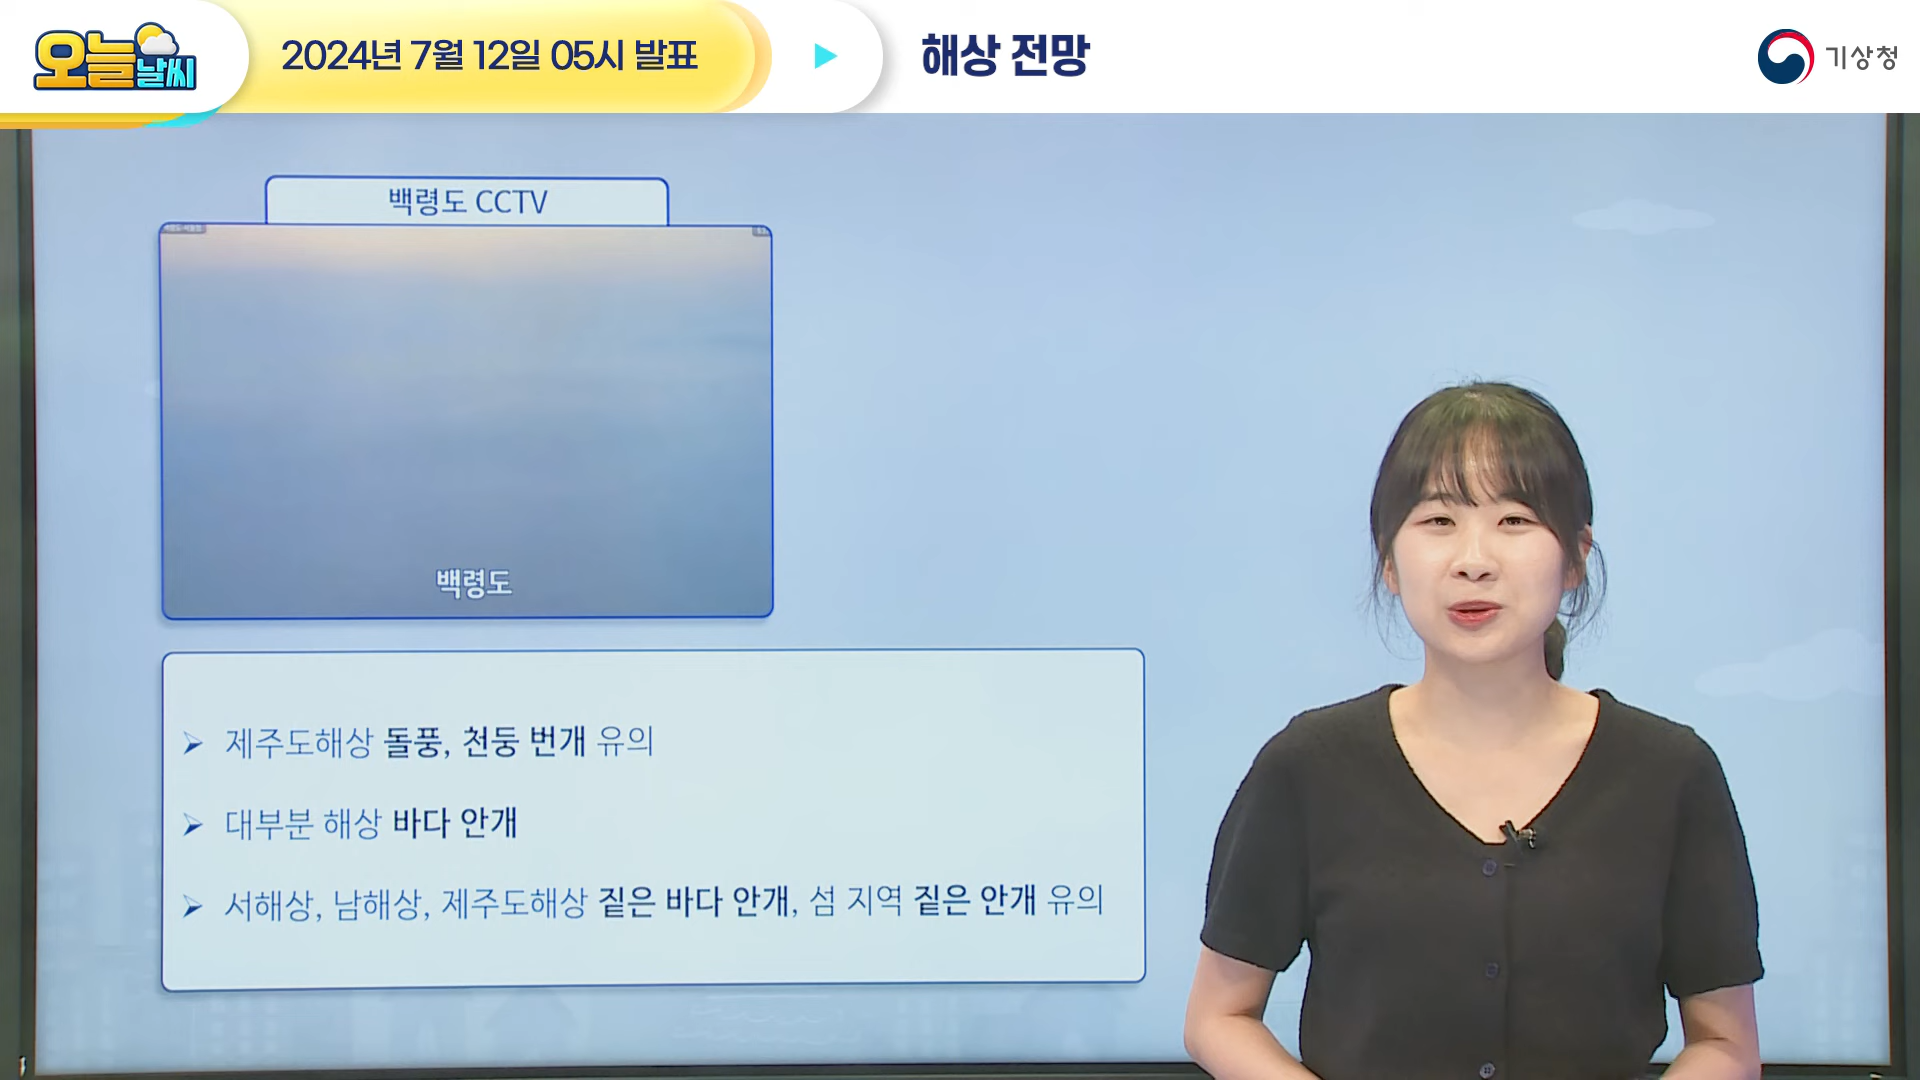 오늘날씨
2024년 7월 12일 05시 발표
해상 전망
기상청
백령도 CCTV
백령도
제주도해상 돌풍, 천둥 번개 유의
대부분 해상 바다 안개
서해상, 남해상, 제주도해상 짙은 바다 안개, 섬 지역 짙은 안개 유의